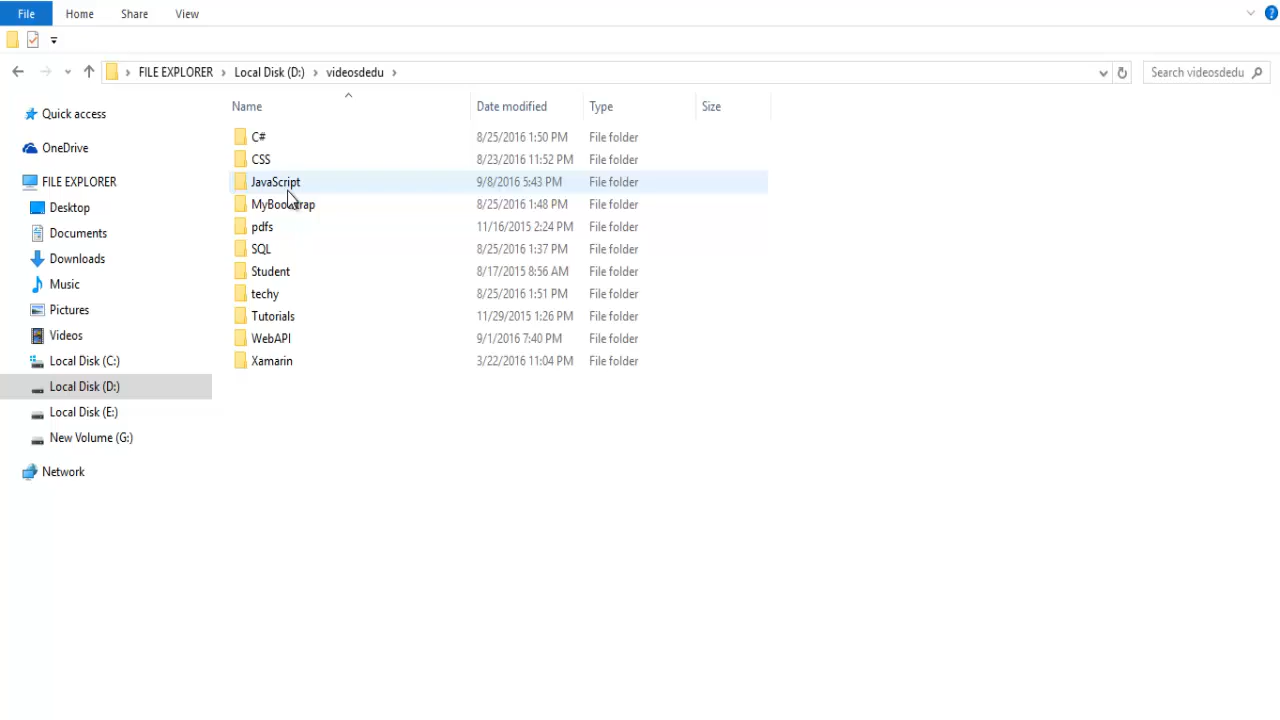 File Home Share View
FILE EXPLORER Local Disk (D:) videosdedu Search videosdedu
Name Date modified Type Size
Quick access
OneDrive
FILE EXPLORER
Desktop
Documents
Downloads
Music
Pictures
Videos
Local Disk (C:)
Local Disk (D:)
Local Disk (E:)
New Volume (G:)
Network
C# 8/25/2016 1:50 PM File folder
CSS 8/23/2016 11:52 PM File folder
JavaScript 9/8/2016 5:43 PM File folder
MyBootstrap 8/25/2016 1:48 PM File folder
pdfs 11/16/2015 2:24 PM File folder
SQL 8/25/2016 1:37 PM File folder
Student 8/17/2015 8:56 AM File folder
techy 8/25/2016 1:51 PM File folder
Tutorials 11/29/2015 1:26 PM File folder
WebAPI 9/1/2016 7:40 PM File folder
Xamarin 3/22/2016 11:04 PM File folder